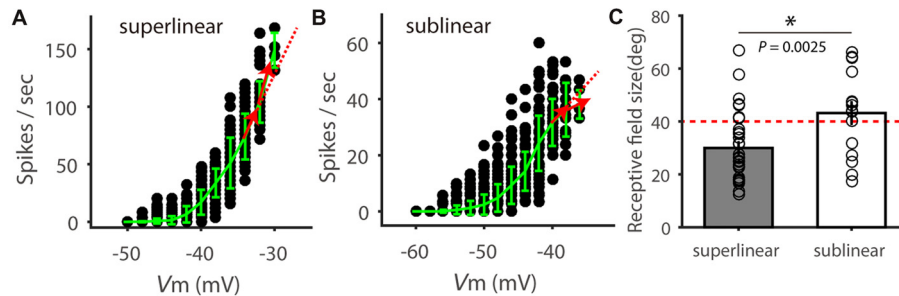 A
superlinear
Spikes / sec
150
100
50
0
-50
-40
-30
Vm (mV)
B
sublinear
Spikes / sec
60
40
20
0
-60
-50
-40
Vm (mV)
C
*
P = 0.0025
Receptive field size(deg)
80
60
40
20
0
superlinear
sublinear